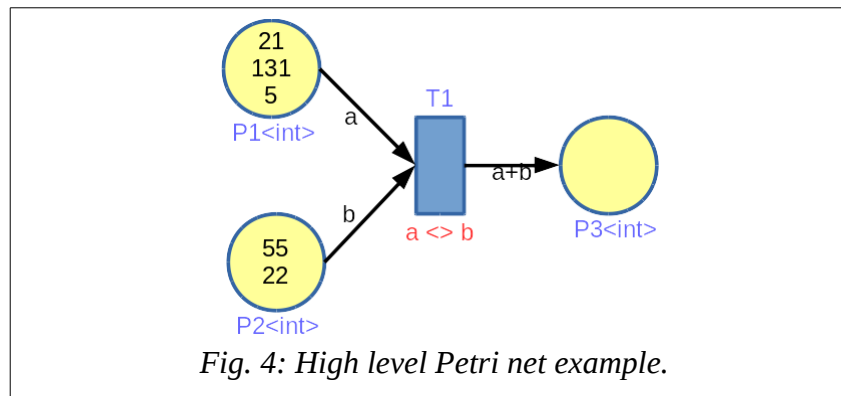 21
131
5
P1<int>
a
T1
a+b
P3<int>
b
a <> b
55
22
P2<int>
Fig. 4: High level Petri net example.